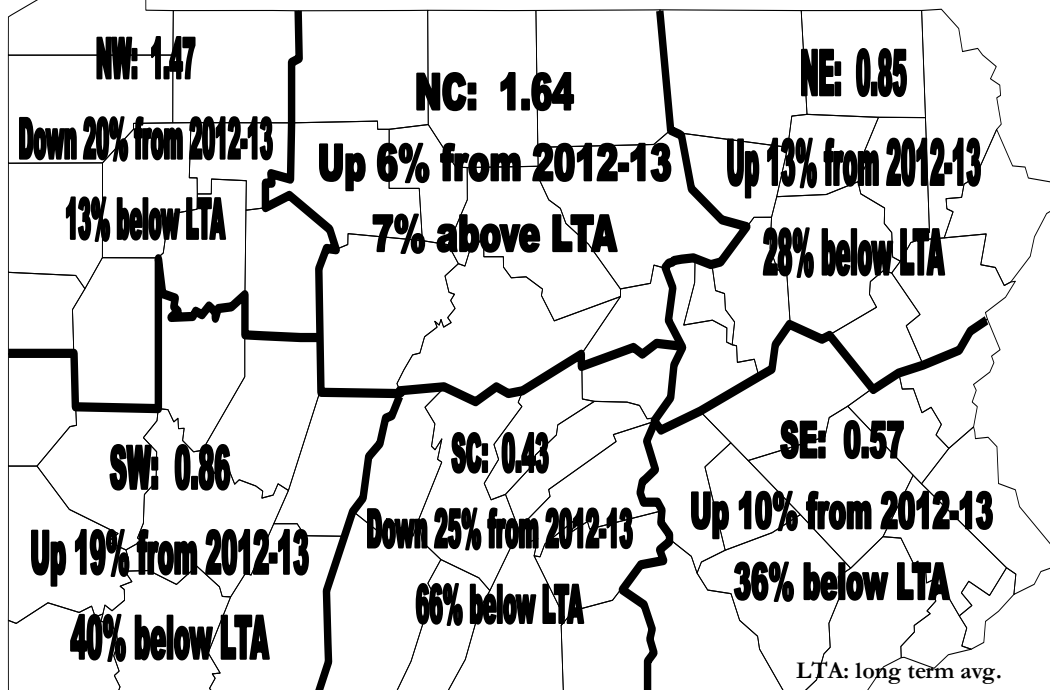 NW: 1.47
Down 20% from 2012-13
13% below LTA
NC: 1.64
Up 6% from 2012-13
7% above LTA
NE: 0.85
Up 13% from 2012-13
28% below LTA
SW: 0.86
Up 19% from 2012-13
40% below LTA
SC: 0.43
Down 25% from 2012-13
66% below LTA
SE: 0.57
Up 10% from 2012-13
36% below LTA
LTA: long term avg.